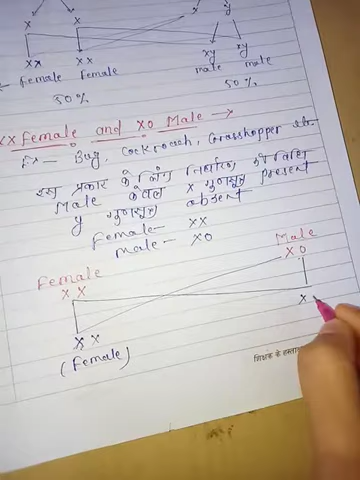 X X y
XX XX xy xy
Female Female male male
50% 50%
XX Female and XO Male →
Ex - Bug, Cockroach, Grasshopper etc.
इस प्रकार के लिंग निर्धारण की विधि
Male केवल X गुणसूत्र present
y गुणसूत्र absent
Female - XX
male - XO
Female Male
XX XO
XX X
(Female)
शिक्षक के हस्ता